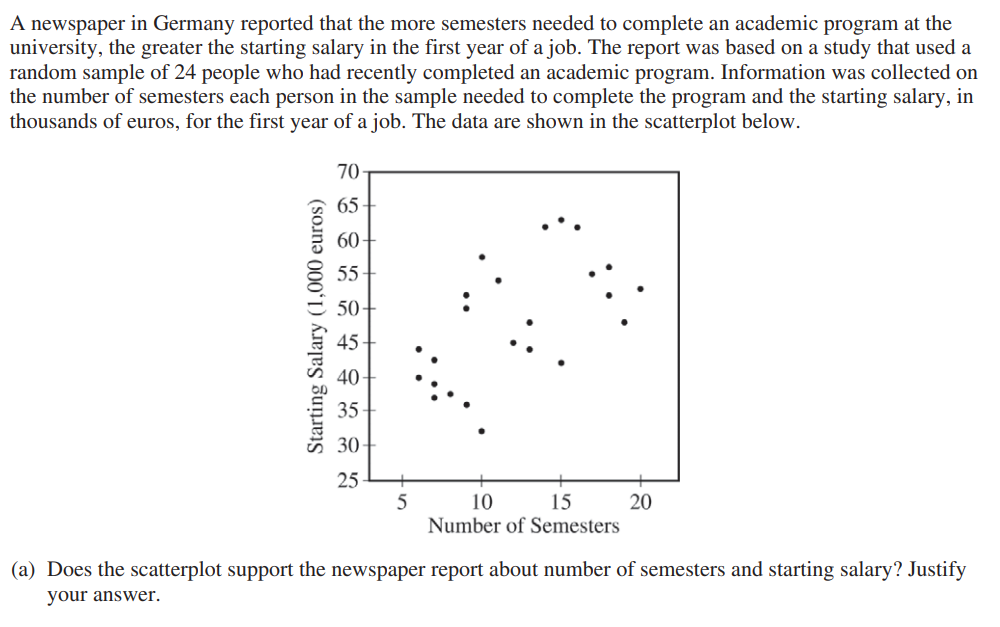 A newspaper in Germany reported that the more semesters needed to complete an academic program at the
university, the greater the starting salary in the first year of a job. The report was based on a study that used a
random sample of 24 people who had recently completed an academic program. Information was collected on
the number of semesters each person in the sample needed to complete the program and the starting salary, in
thousands of euros, for the first year of a job. The data are shown in the scatterplot below.
Starting Salary (1,000 euros)
70
65
60
55
50
45
40
35
30
25
5 10 15 20
Number of Semesters
(a) Does the scatterplot support the newspaper report about number of semesters and starting salary? Justify
your answer.